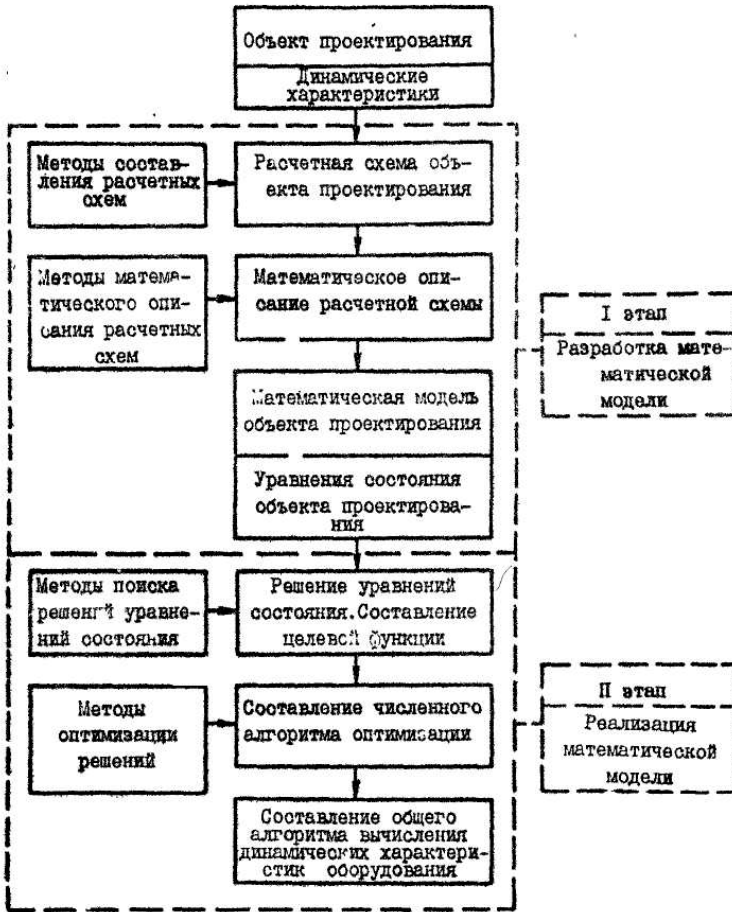 Объект проектирования
Динамические
характеристики
Методы состав-
ления расчетных
схем
Расчетная схема объ-
екта проектирования
Методы матема-
тического опи-
сания расчетных
схем
Математическое опи-
сание расчетной схемы
I этап
Разработка мате-
матической
модели
Математическая модель
объекта проектирования
Уравнения состояния
объекта проектирова-
ния
Методы поиска
решений уравне-
ний состояния
Решение уравнений
состояния.Составление
целевой функции
Методы
оптимизации
решений
Составление численного
алгоритма оптимизации
П этап
Реализация
математической
модели
Составление общего
алгоритма вычисления
динамических характери-
стик оборудования